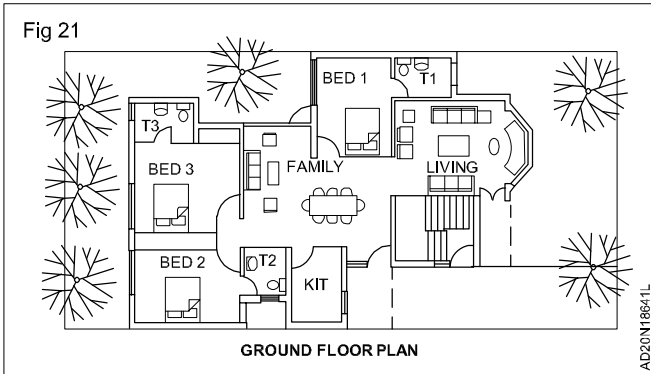 Fig 21
BED 1
T1
T3
BED 3
FAMILY
LIVING
BED 2
T2
KIT
GROUND FLOOR PLAN
AD20N18641L